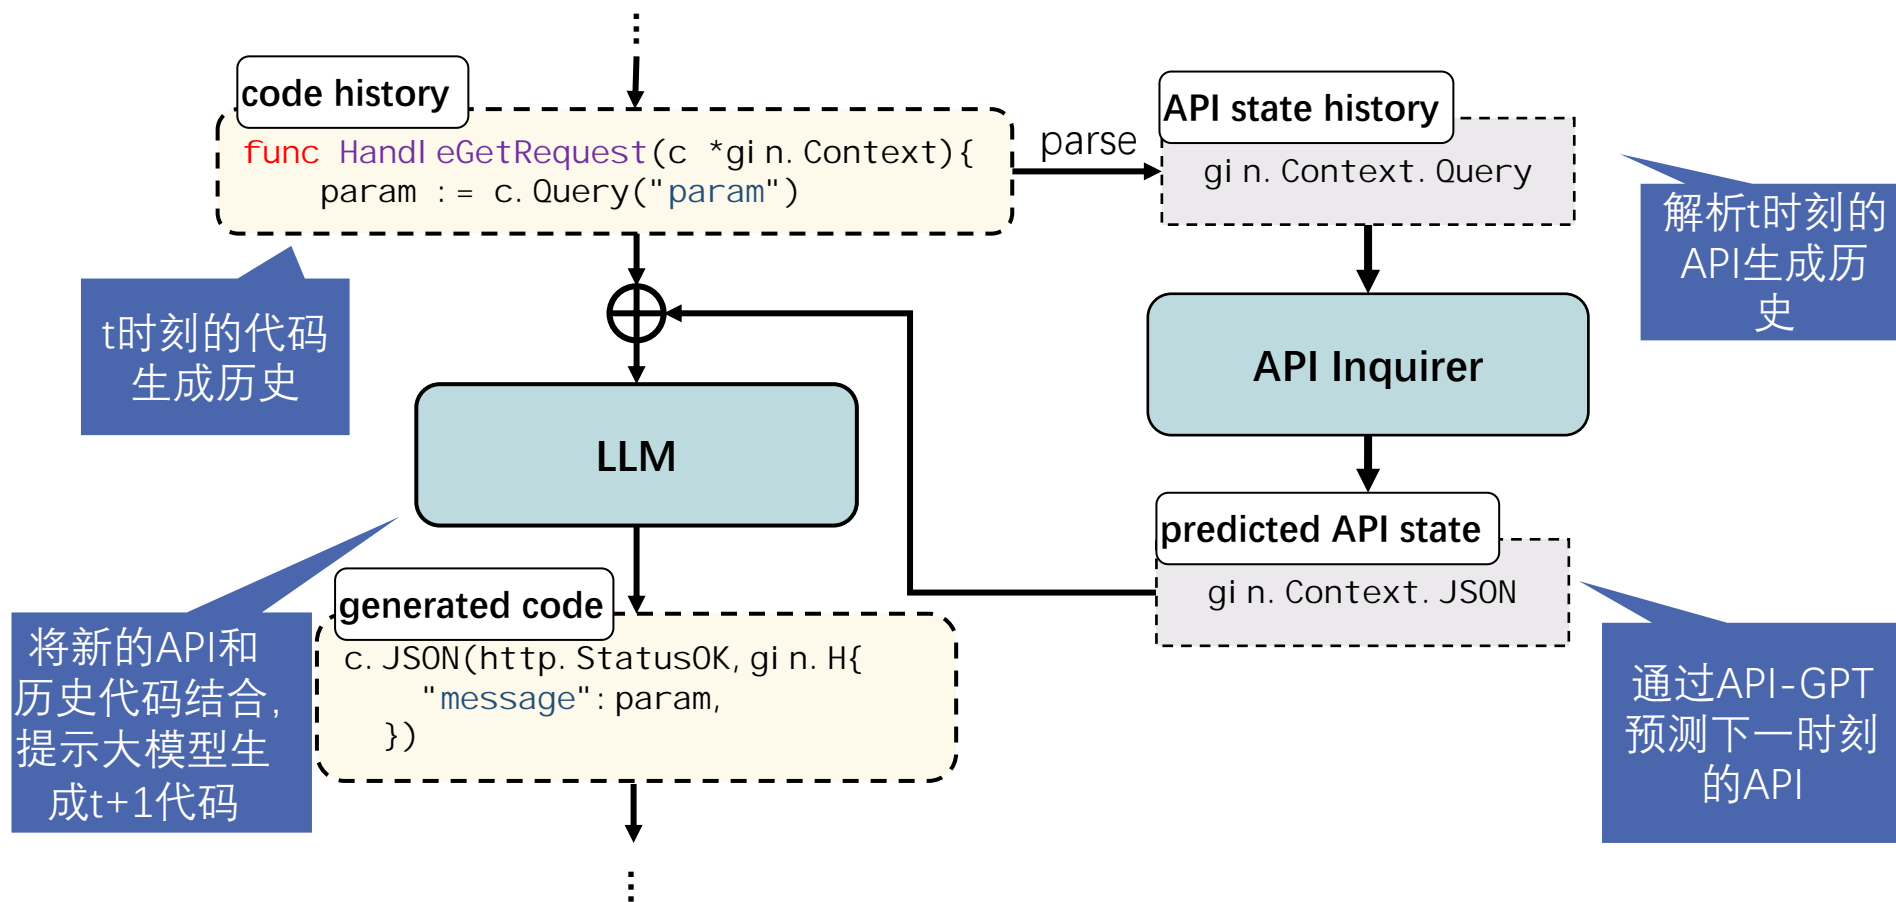 code history
func HandleGetRequest(c *gin.Context){
param := c.Query("param")
parse
API state history
gin.Context.Query
解析t时刻的
API生成历
史
t时刻的代码
生成历史
API Inquirer
LLM
predicted API state
gin.Context.JSON
generated code
c.JSON(http.StatusOK,gin.H{
"message":param,
})
将新的API和
历史代码结合,
提示大模型生
成t+1代码
通过API-GPT
预测下一时刻
的API